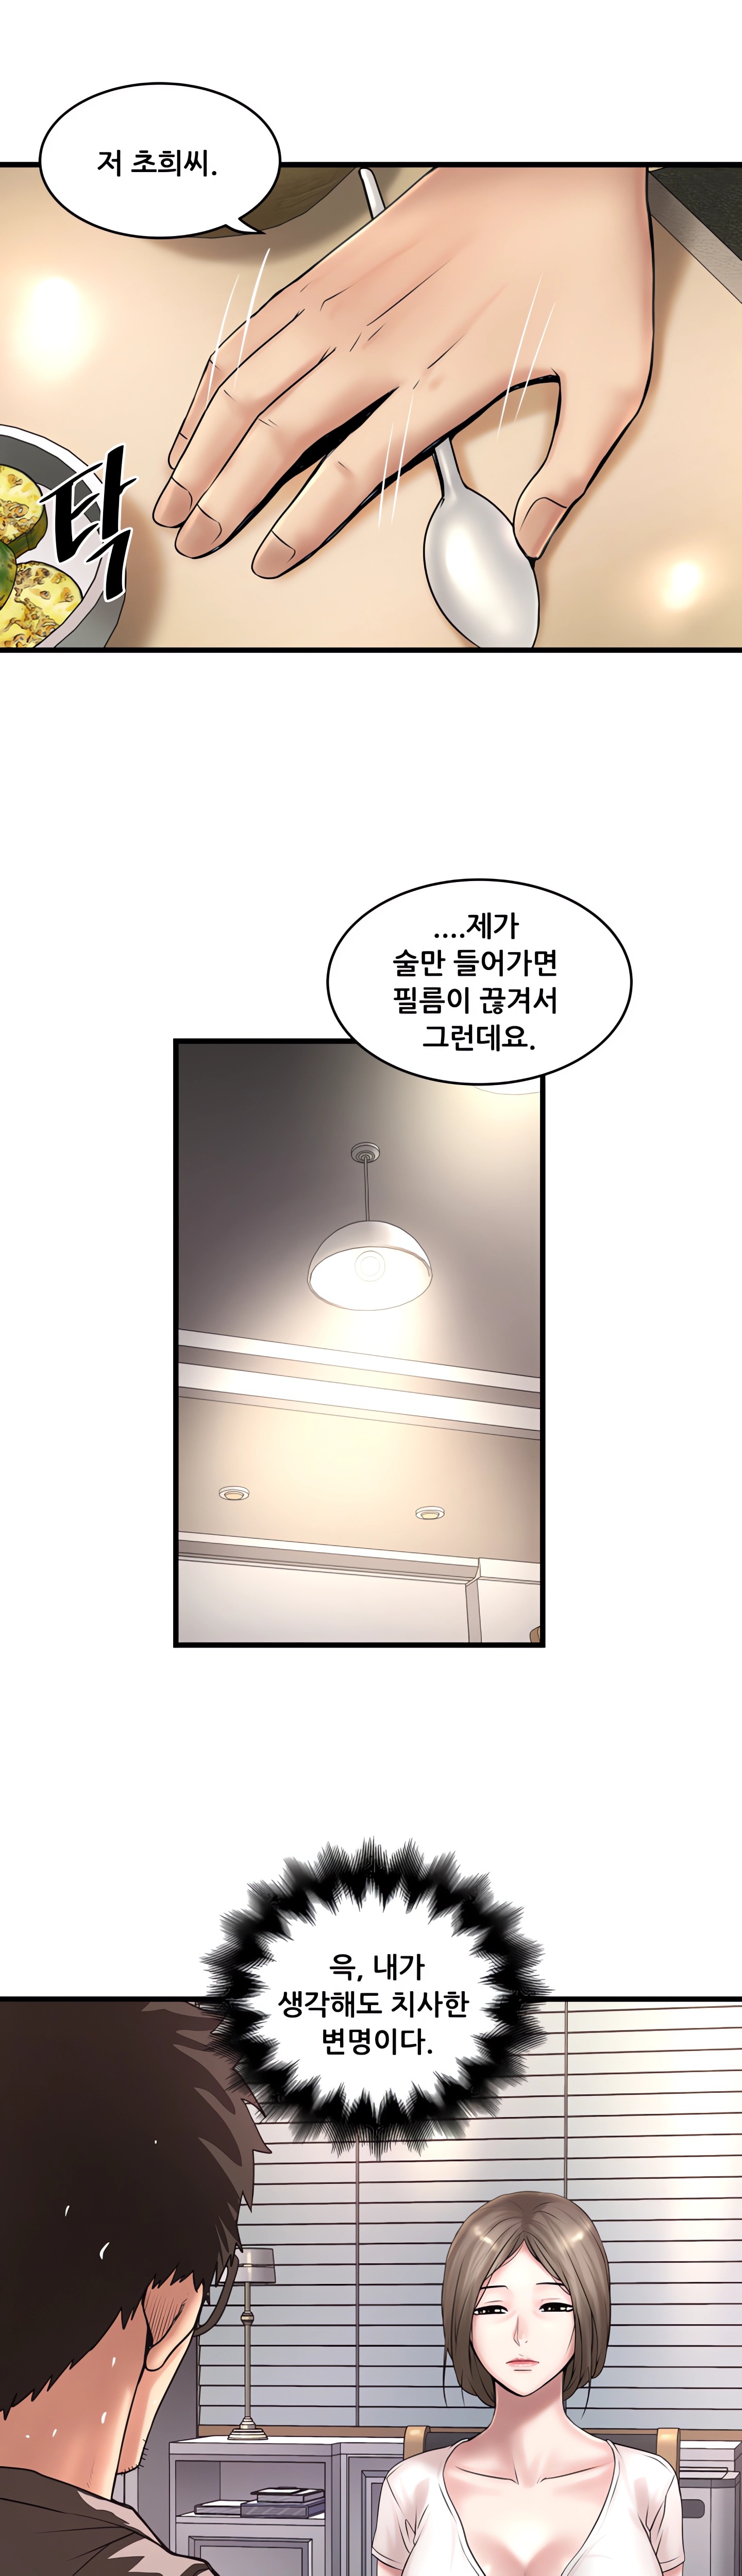 저 초희씨.
탁
....제가
술만 들어가면
필름이 끊겨서
그런데요.
윽, 내가
생각해도 치사한
변명이다.